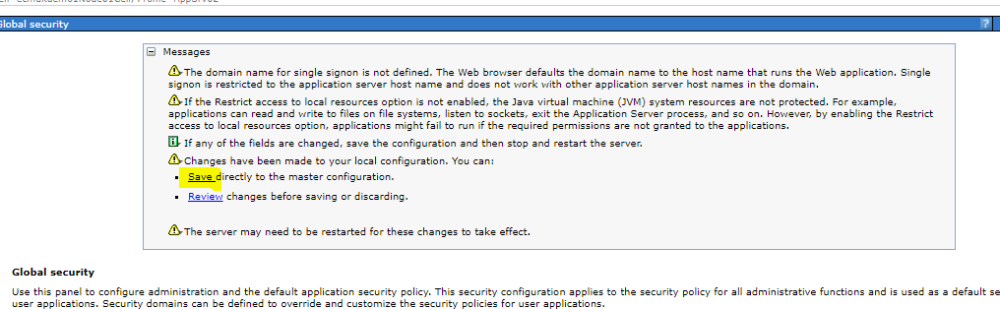 Global security ?
Messages
The domain name for single signon is not defined. The Web browser defaults the domain name to the host name that runs the Web application. Single
signon is restricted to the application server host name and does not work with other application server host names in the domain.
If the Restrict access to local resources option is not enabled, the Java virtual machine (JVM) system resources are not protected. For example,
applications can read and write to files on file systems, listen to sockets, exit the Application Server process, and so on. However, by enabling the Restrict
access to local resources option, applications might fail to run if the required permissions are not granted to the applications.
If any of the fields are changed, save the configuration and then stop and restart the server.
Changes have been made to your local configuration. You can:
Save directly to the master configuration.
Review changes before saving or discarding.
The server may need to be restarted for these changes to take effect.
Global security
Use this panel to configure administration and the default application security policy. This security configuration applies to the security policy for all administrative functions and is used as a default se
user applications. Security domains can be defined to override and customize the security policies for user applications.